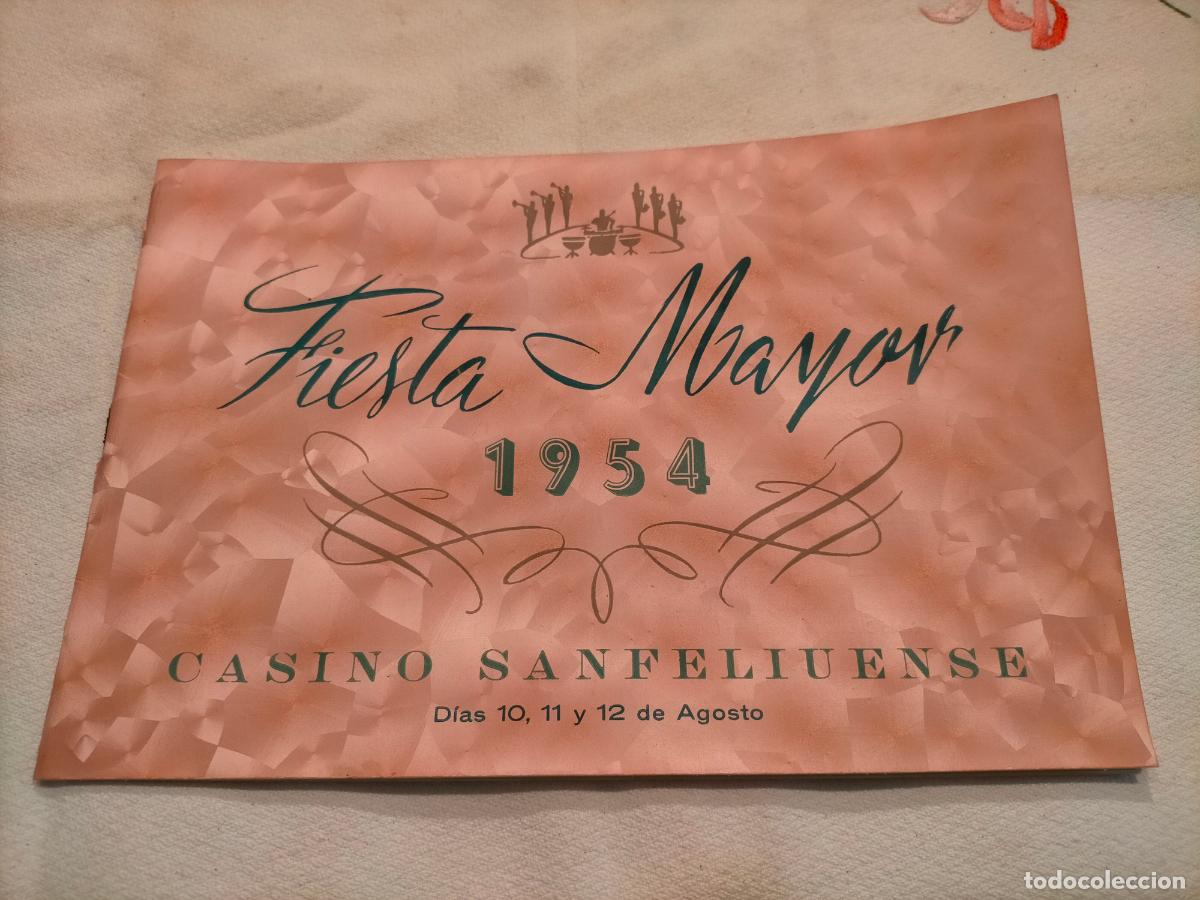 Fiesta Mayor
1954
CASINO SANFELIUENSE
Días 10, 11 y 12 de Agosto
todocoleccion